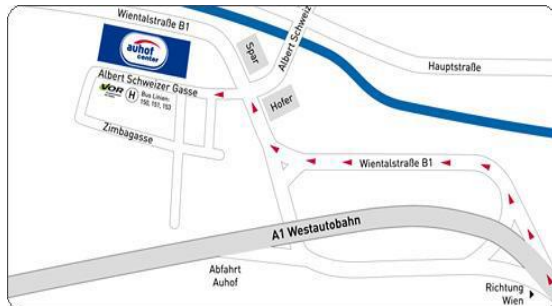 Wientalstraße B1
auhof
center
Spar
Albert Schweiz
Hauptstraße
Albert Schweizer Gasse
VOR
H
Bus Linien:
150, 151, 153
Hofer
Zimbagasse
Wientalstraße B1
A1 Westautobahn
Abfahrt
Auhof
Richtung
Wien